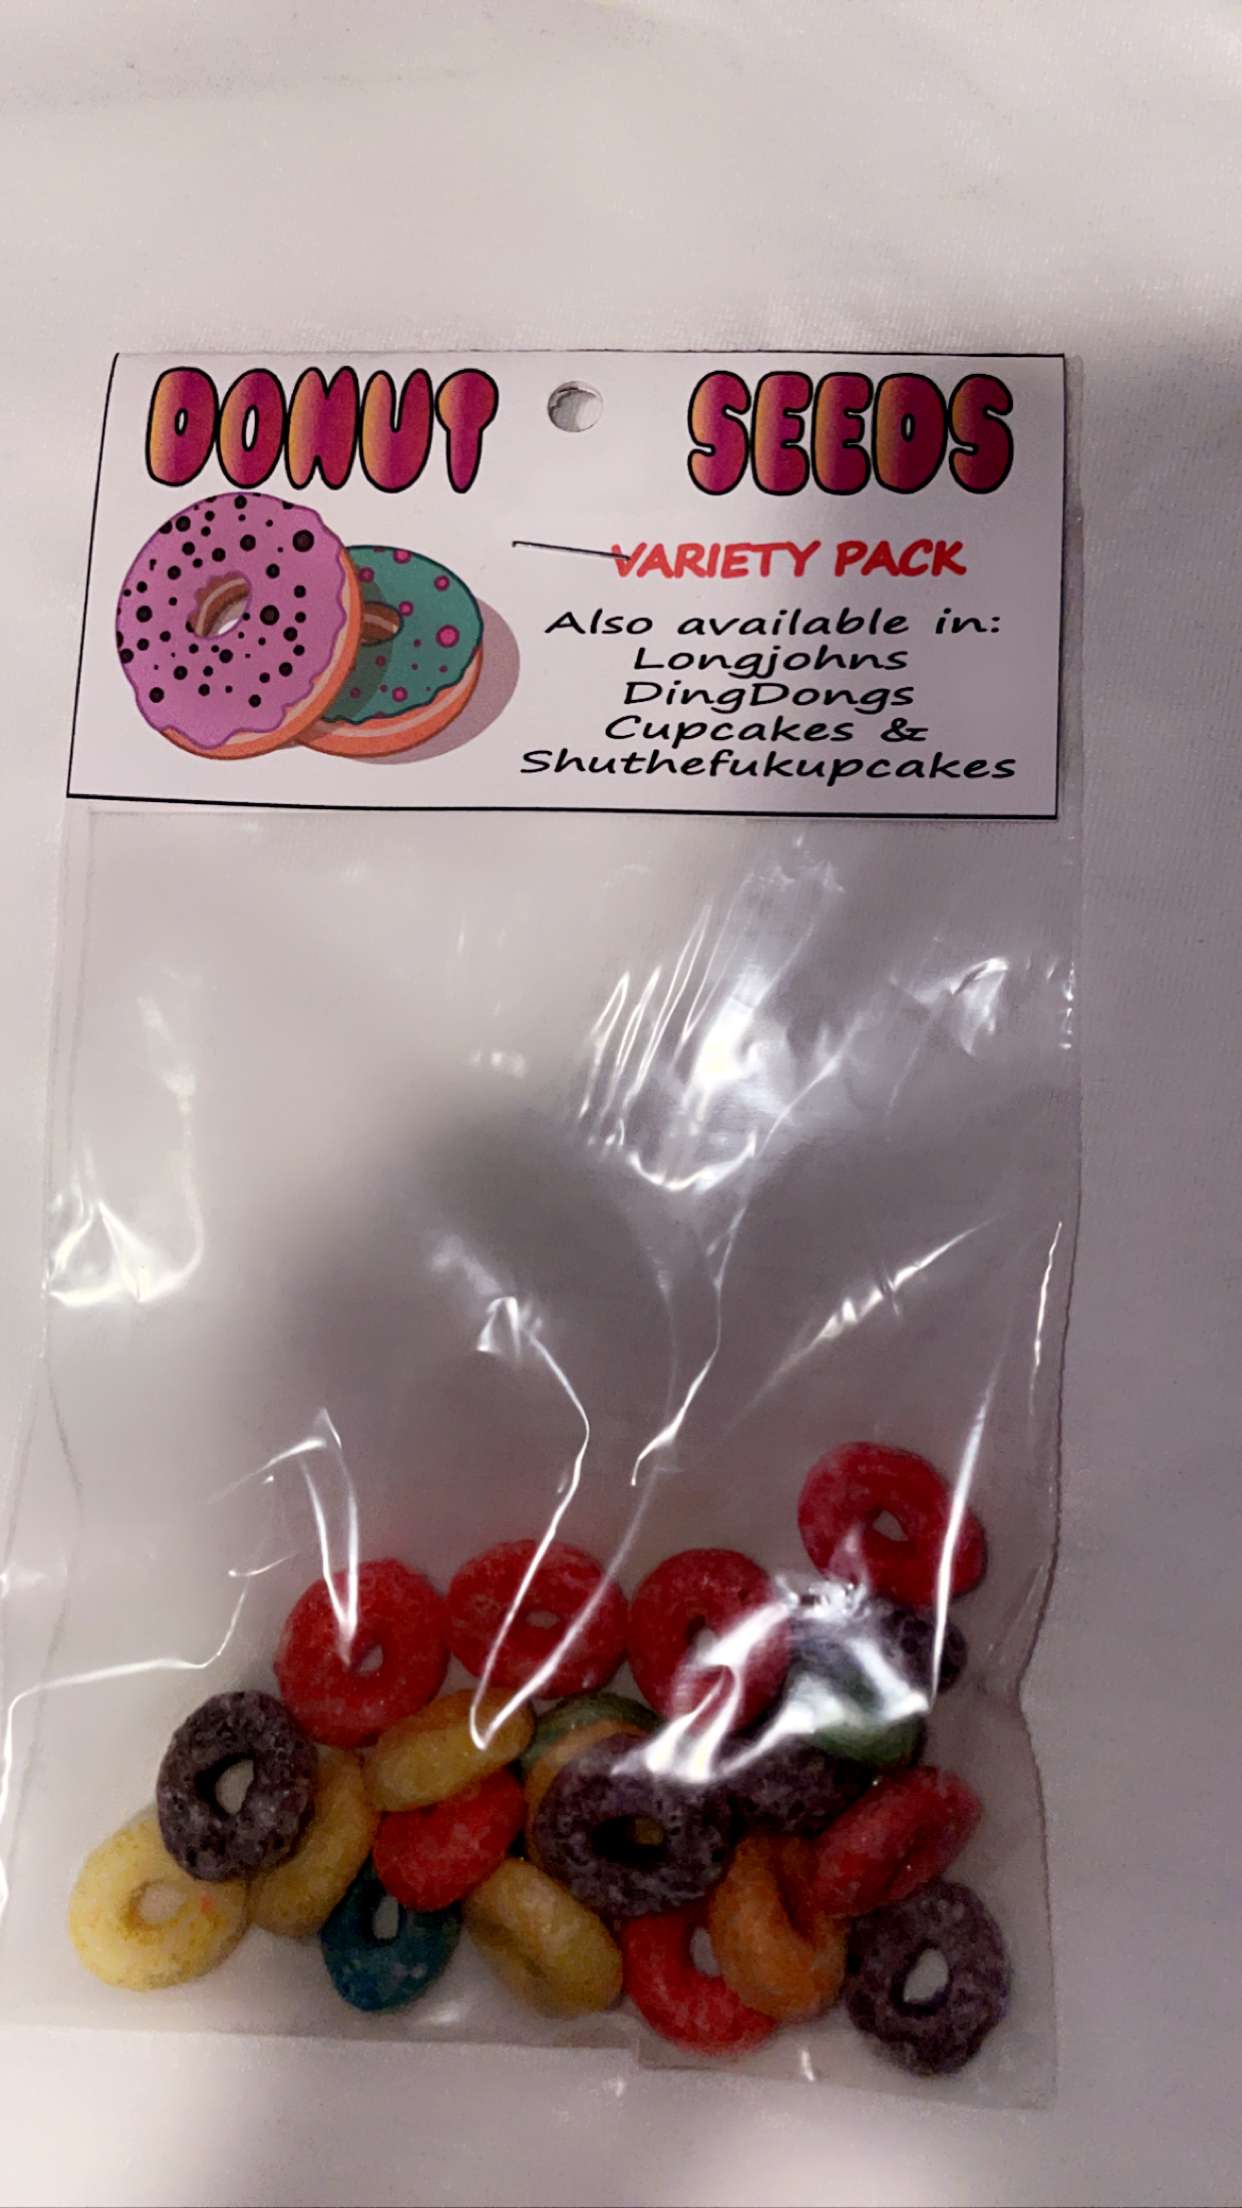 DONUT SEEDS
VARIETY PACK
Also available in:
Longjohns
DingDongs
Cupcakes &
Shuthefukupcakes